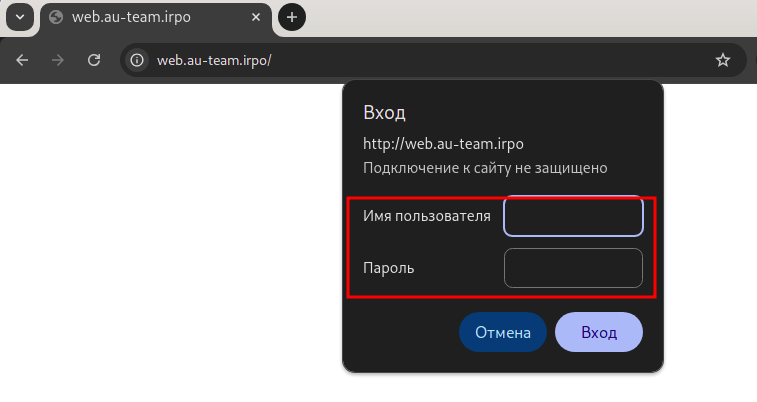 web.au-team.irpo
web.au-team.irpo/
Вход
http://web.au-team.irpo
Подключение к сайту не защищено
Имя пользователя
Пароль
Отмена Вход